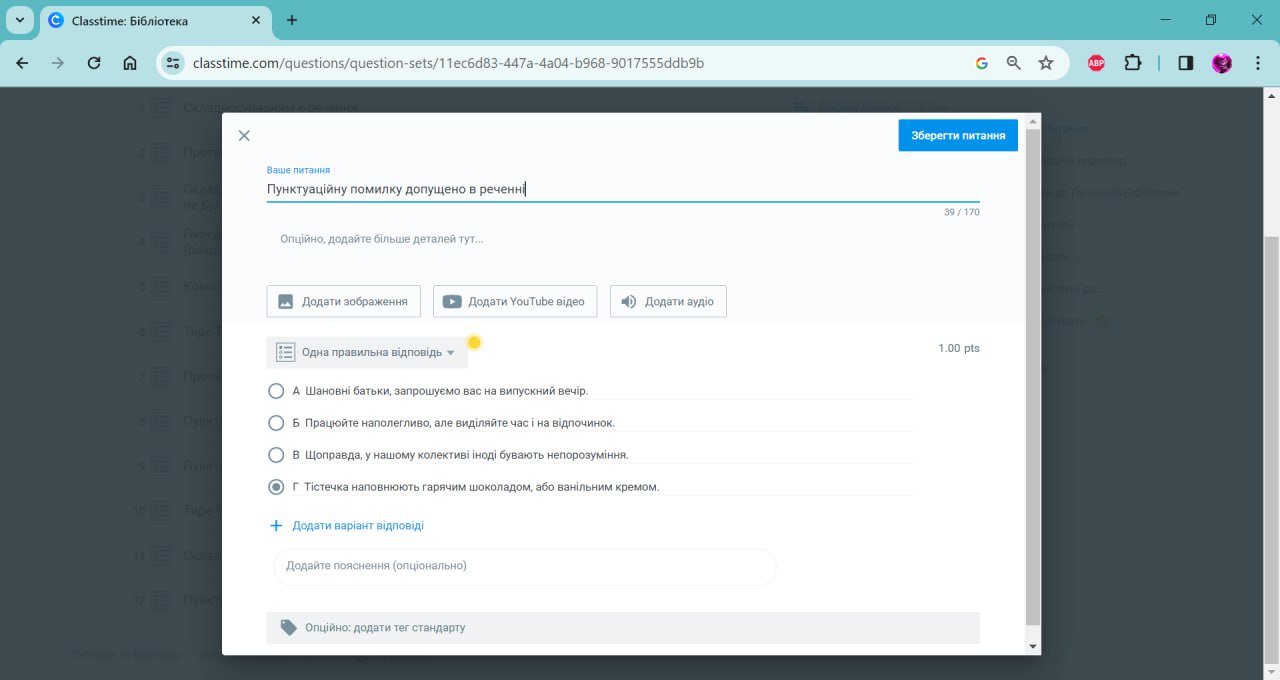 Classtime: Бібліотека
classtime.com/questions/question-sets/11ec6d83-447a-4a04-b968-9017555ddb9b
ABP
Зберегти питання
Ваше питання
Пунктуаційну помилку допущено в реченні
39 / 170
Опційно, додайте більше деталей тут...
Додати зображення
Додати YouTube відео
Додати аудіо
Одна правильна відповідь
1.00 pts
А Шановні батьки, запрошуємо вас на випускний вечір.
Б Працюйте наполегливо, але виділяйте час і на відпочинок.
В Щоправда, у нашому колективі іноді бувають непорозуміння.
Г Тістечка наповнюють гарячим шоколадом, або ванільним кремом.
Додати варіант відповіді
Додайте пояснення (опціонально)
Опційно: додати тег стандарту